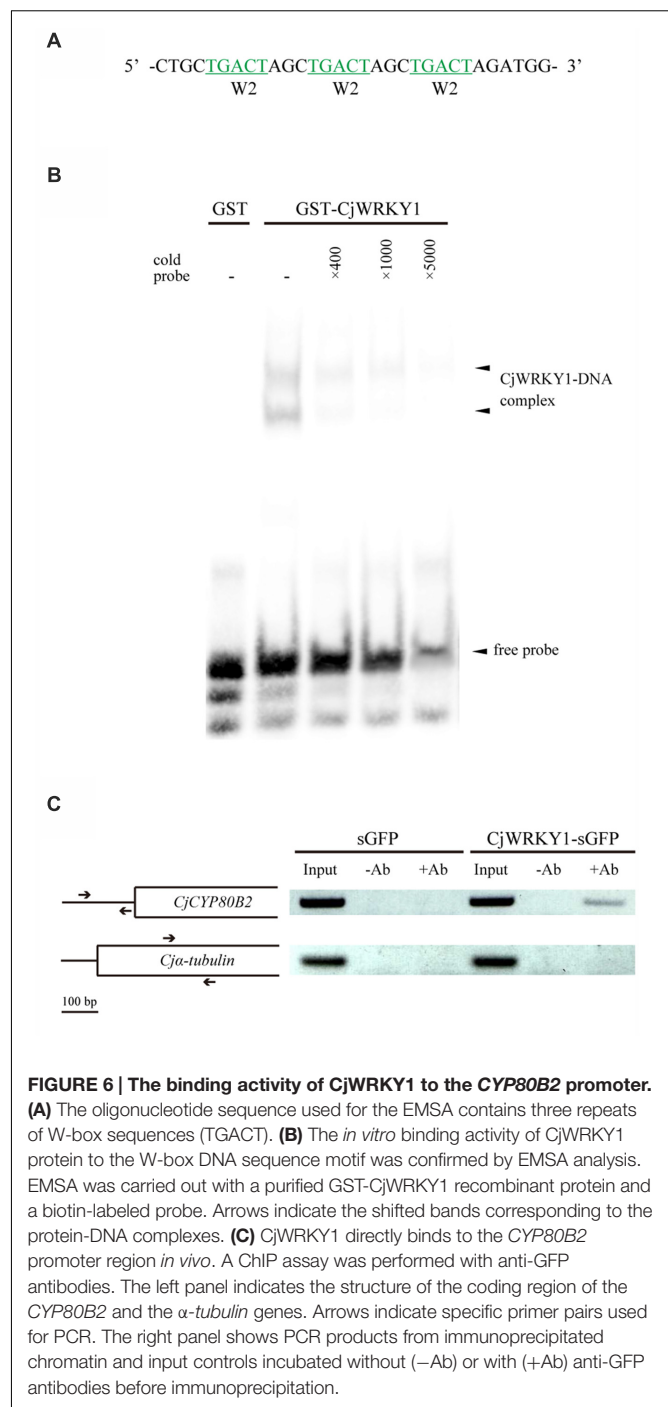 A
5' -CTGCTGACTAGCTGACTAGCTGACTAGATGG- 3'
W2 W2 W2
B
GST GST-CjWRKY1
cold probe - - ×400 ×1000 ×5000
CjWRKY1-DNA
complex
free probe
C
sGFP CjWRKY1-sGFP
Input -Ab +Ab Input -Ab +Ab
CjCYP80B2
Cjα-tubulin
100 bp
FIGURE 6 | The binding activity of CjWRKY1 to the CYP80B2 promoter.
(A) The oligonucleotide sequence used for the EMSA contains three repeats
of W-box sequences (TGACT). (B) The in vitro binding activity of CjWRKY1
protein to the W-box DNA sequence motif was confirmed by EMSA analysis.
EMSA was carried out with a purified GST-CjWRKY1 recombinant protein and
a biotin-labeled probe. Arrows indicate the shifted bands corresponding to the
protein-DNA complexes. (C) CjWRKY1 directly binds to the CYP80B2
promoter region in vivo. A ChIP assay was performed with anti-GFP
antibodies. The left panel indicates the structure of the coding region of the
CYP80B2 and the α-tubulin genes. Arrows indicate specific primer pairs used
for PCR. The right panel shows PCR products from immunoprecipitated
chromatin and input controls incubated without (−Ab) or with (+Ab) anti-GFP
antibodies before immunoprecipitation.